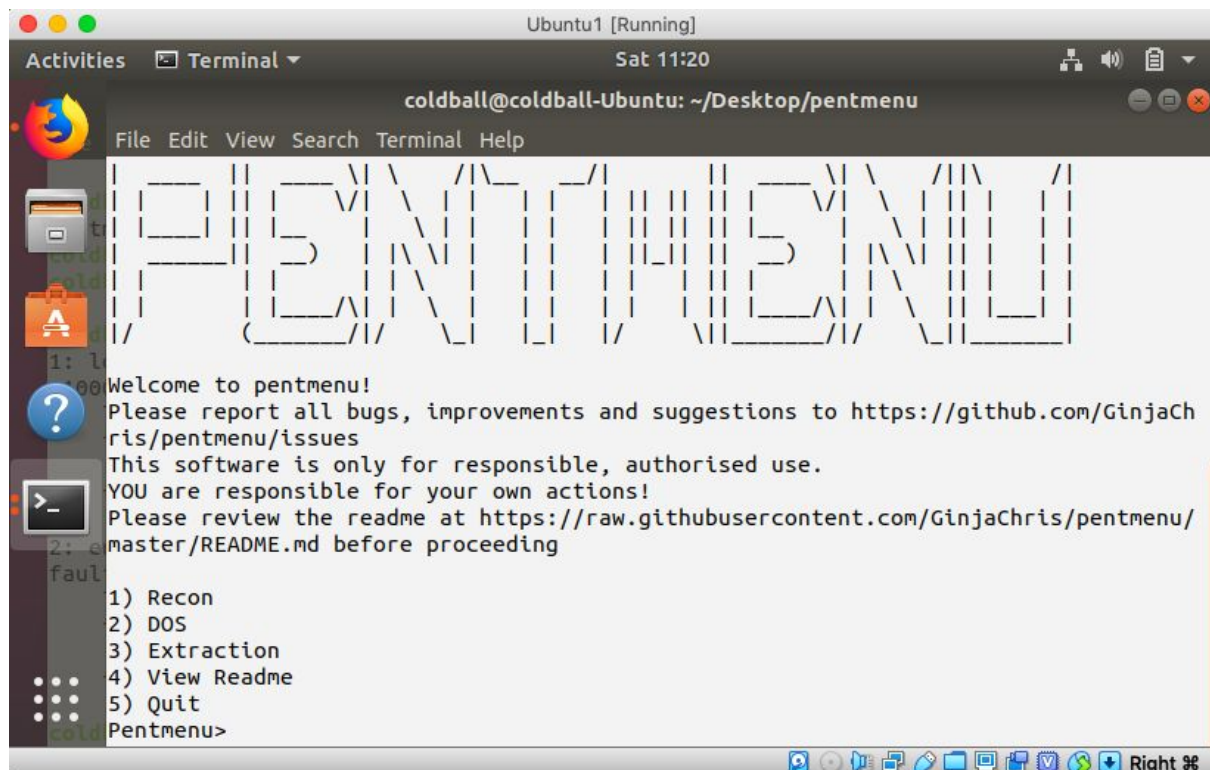 Ubuntu1 [Running]
Activities Terminal Sat 11:20
coldball@coldball-Ubuntu: ~/Desktop/pentmenu
File Edit View Search Terminal Help
PENTMENU
Welcome to pentmenu!
Please report all bugs, improvements and suggestions to https://github.com/GinjaCh
ris/pentmenu/issues
This software is only for responsible, authorised use.
YOU are responsible for your own actions!
Please review the readme at https://raw.githubusercontent.com/GinjaChris/pentmenu/
master/README.md before proceeding
1) Recon
2) DOS
3) Extraction
4) View Readme
5) Quit
Pentmenu>
Right ⌘